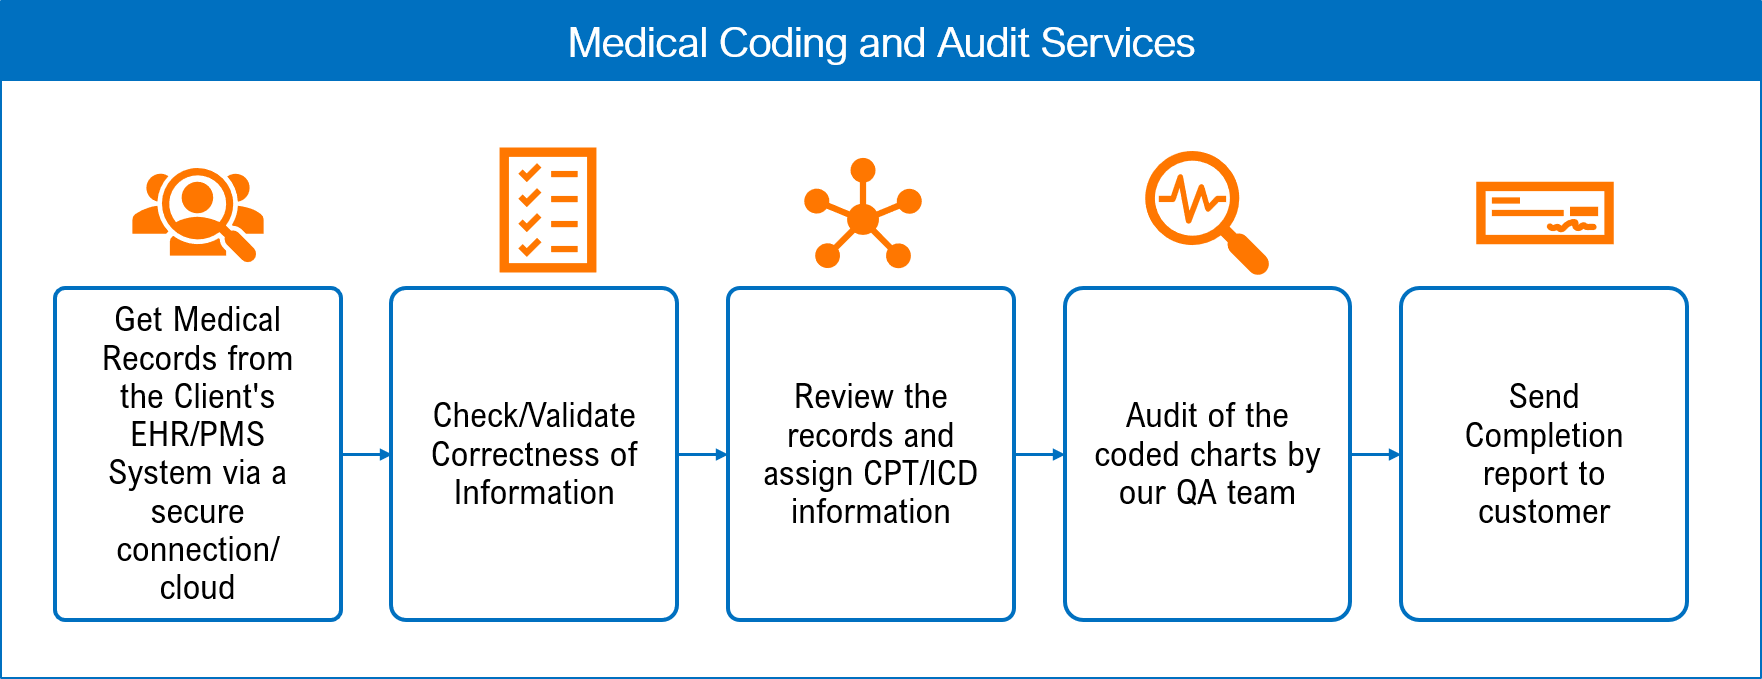 Medical Coding and Audit Services
Get Medical
Records from
the Client's
EHR/PMS
System via a
secure
connection/
cloud
Check/Validate
Correctness of
Information
Review the
records and
assign CPT/ICD
information
Audit of the
coded charts by
our QA team
Send
Completion
report to
customer